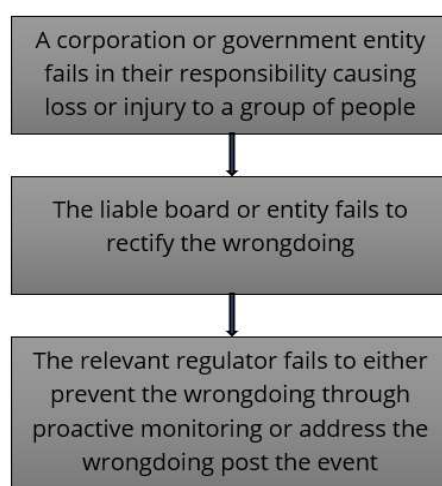 A corporation or government entity
fails in their responsibility causing
loss or injury to a group of people
The liable board or entity fails to
rectify the wrongdoing
The relevant regulator fails to either
prevent the wrongdoing through
proactive monitoring or address the
wrongdoing post the event